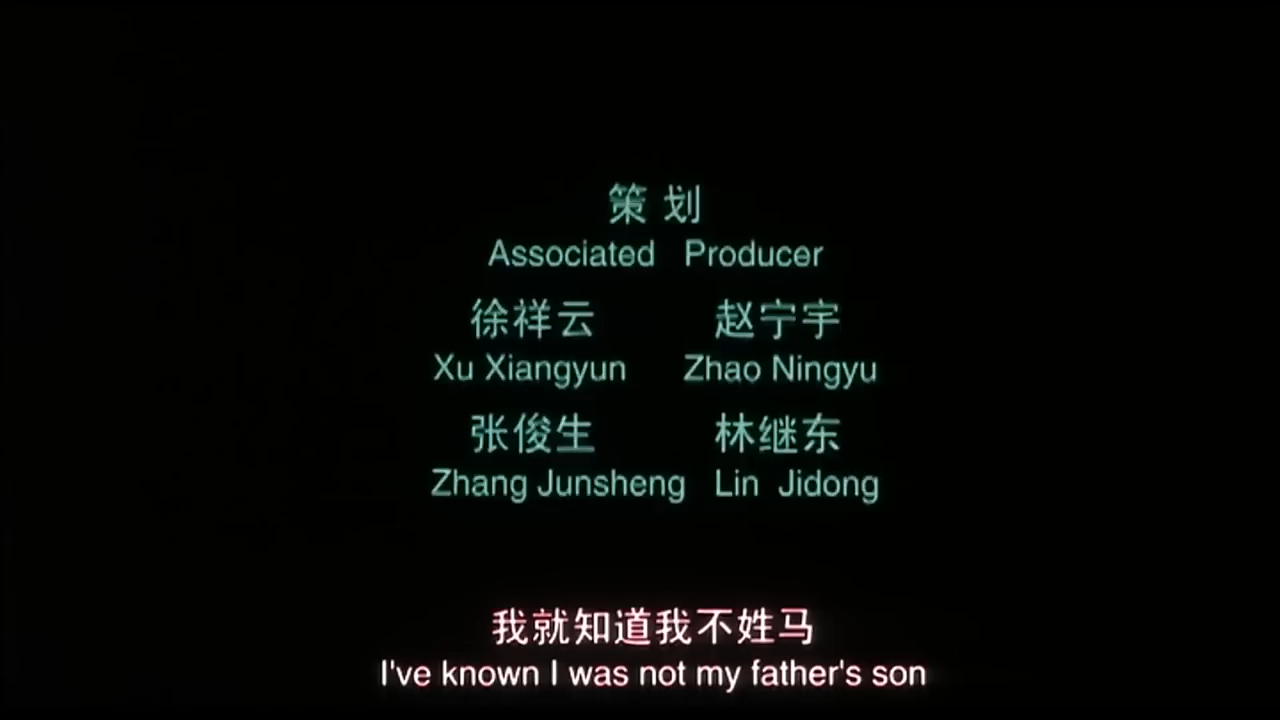 策划
Associated Producer
徐祥云 赵宁宇
Xu Xiangyun Zhao Ningyu
张俊生 林继东
Zhang Junsheng Lin Jidong
我就知道我不姓马
I've known I was not my father's son